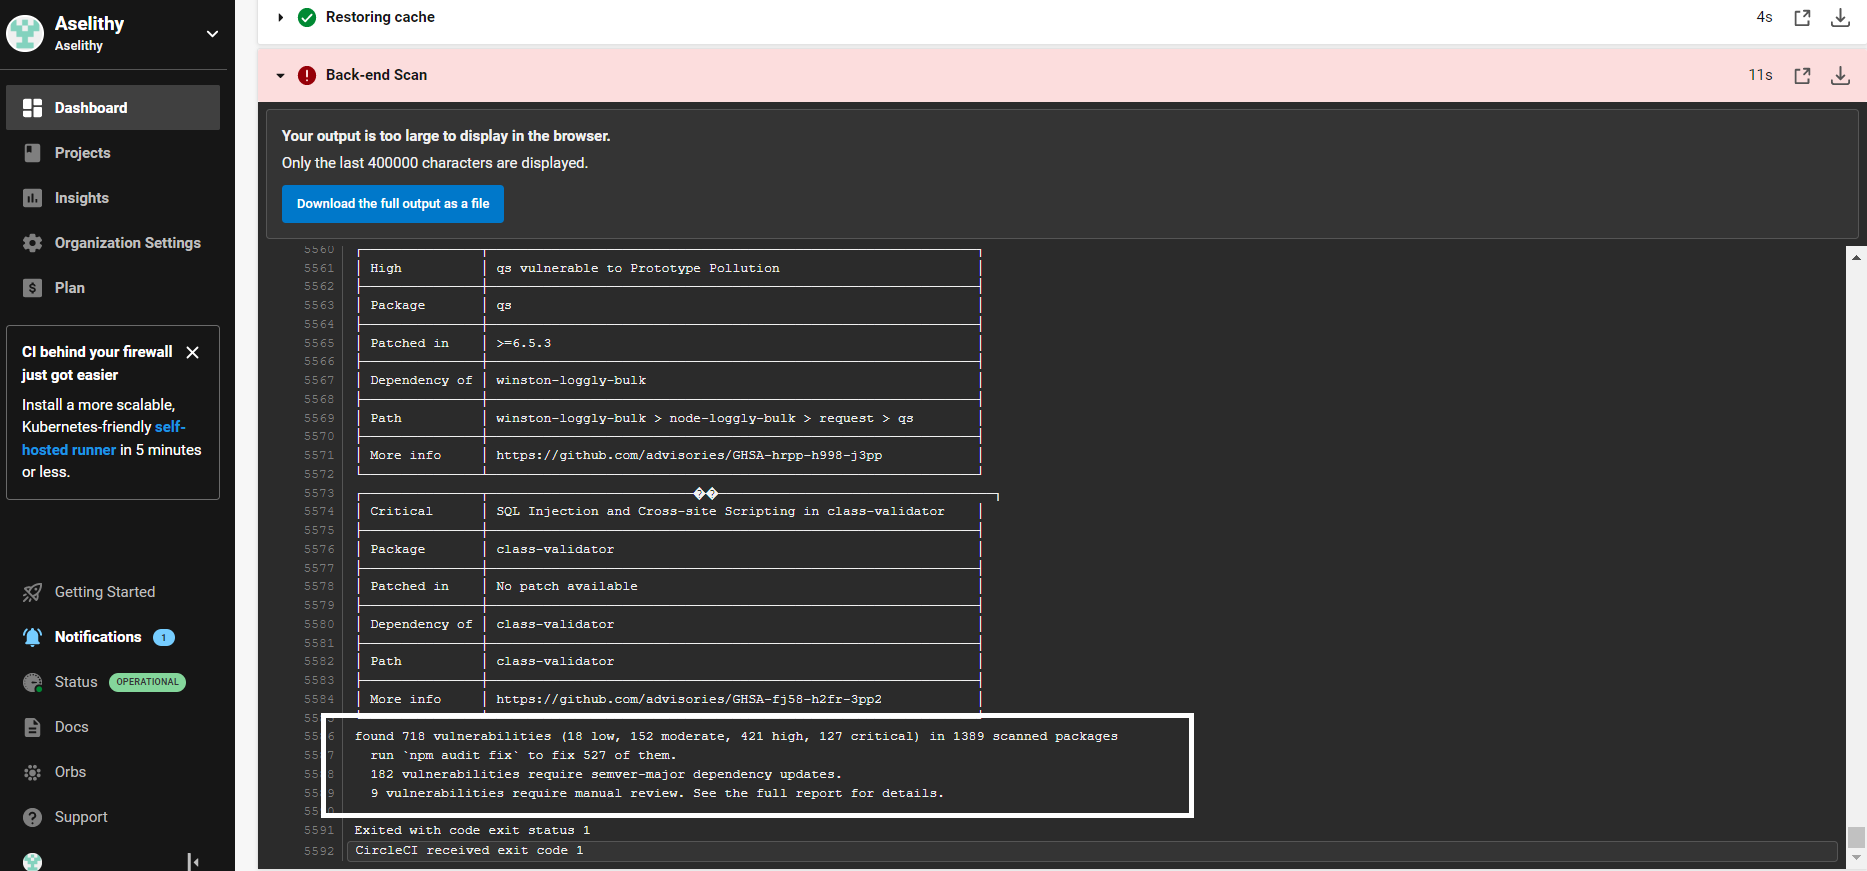 Aselithy
Aselithy
Dashboard
Projects
Insights
Organization Settings
$ Plan
CI behind your firewall
just got easier
Install a more scalable,
Kubernetes-friendly self-
hosted runner in 5 minutes
or less.
Getting Started
Notifications 1
Status OPERATIONAL
Docs
Orbs
? Support
Restoring cache 4s
! Back-end Scan 11s
Your output is too large to display in the browser.
Only the last 400000 characters are displayed.
Download the full output as a file
5560
5561 High qs vulnerable to Prototype Pollution
5562
5563 Package qs
5564
5565 Patched in >=6.5.3
5566
5567 Dependency of winston-loggly-bulk
5568
5569 Path winston-loggly-bulk > node-loggly-bulk > request > qs
5570
5571 More info https://github.com/advisories/GHSA-hrpp-h998-j3pp
5572
5573 ��
5574 Critical SQL Injection and Cross-site Scripting in class-validator
5575
5576 Package class-validator
5577
5578 Patched in No patch available
5579
5580 Dependency of class-validator
5581
5582 Path class-validator
5583
5584 More info https://github.com/advisories/GHSA-fj58-h2fr-3pp2
found 718 vulnerabilities (18 low, 152 moderate, 421 high, 127 critical) in 1389 scanned packages
run `npm audit fix` to fix 527 of them.
182 vulnerabilities require semver-major dependency updates.
9 vulnerabilities require manual review. See the full report for details.
5591 Exited with code exit status 1
5592 CircleCI received exit code 1